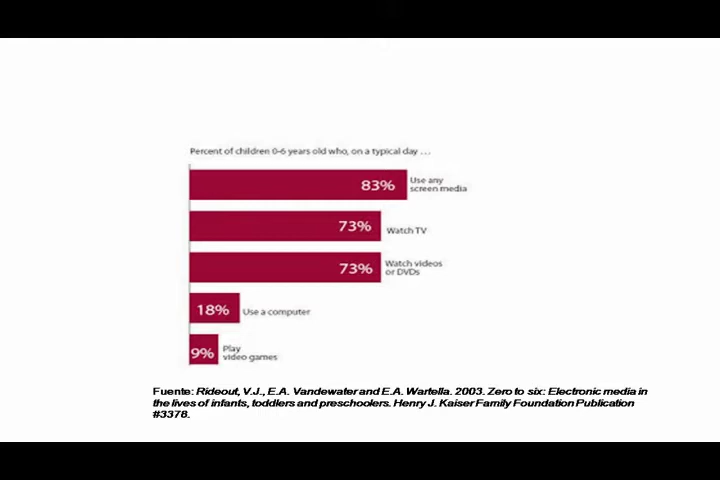 Percent of children 0-6 years old who, on a typical day ...
83%
Use any
screen media
73%
Watch TV
73%
Watch videos
or DVDs
18%
Use a computer
9%
Play
video games
Fuente: Rideout, V.J., E.A. Vandewater and E.A. Wartella. 2003. Zero to six: Electronic media in
the lives of infants, toddlers and preschoolers. Henry J. Kaiser Family Foundation Publication
#3378.